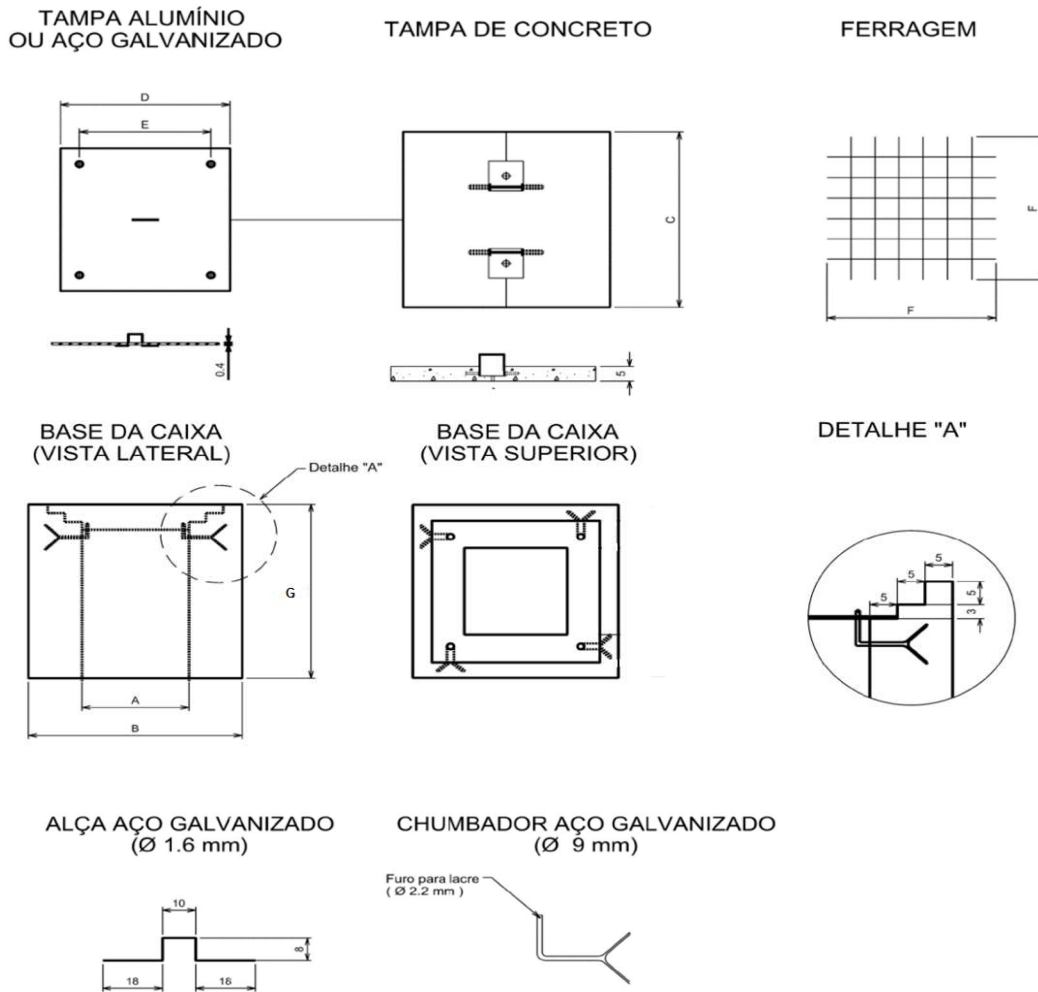 TAMPA ALUMÍNIO
OU AÇO GALVANIZADO
TAMPA DE CONCRETO
FERRAGEM
D
E
C
F
F
0.4
5
BASE DA CAIXA
(VISTA LATERAL)
BASE DA CAIXA
(VISTA SUPERIOR)
DETALHE "A"
Detalhe "A"
G
A
B
5
5
5
5
3
ALÇA AÇO GALVANIZADO
(Ø 1.6 mm)
CHUMBADOR AÇO GALVANIZADO
(Ø 9 mm)
Furo para lacre
( Ø 2.2 mm )
10
8
18
18